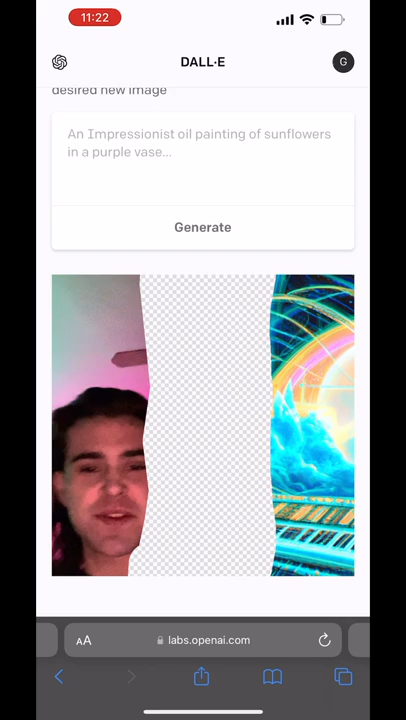 11:22
DALL·E
G
desired new image
An Impressionist oil painting of sunflowers
in a purple vase...
Generate
AA
labs.openai.com